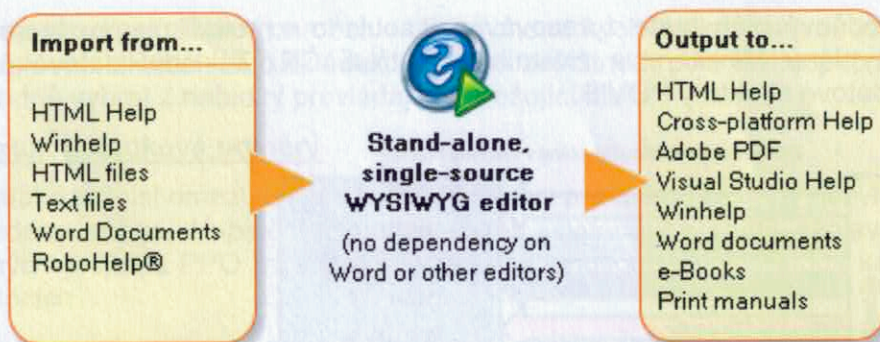 Import from...
HTML Help
Winhelp
HTML files
Text files
Word Documents
RoboHelp®
Stand-alone,
single-source
WYSIWYG editor
(no dependency on
Word or other editors)
Output to...
HTML Help
Cross-platform Help
Adobe PDF
Visual Studio Help
Winhelp
Word documents
e-Books
Print manuals